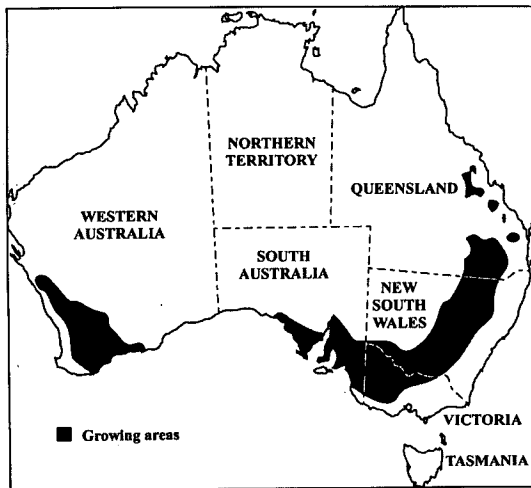 NORTHERN
TERRITORY
QUEENSLAND
WESTERN
AUSTRALIA
SOUTH
AUSTRALIA
NEW
SOUTH
WALES
VICTORIA
Growing areas
TASMANIA